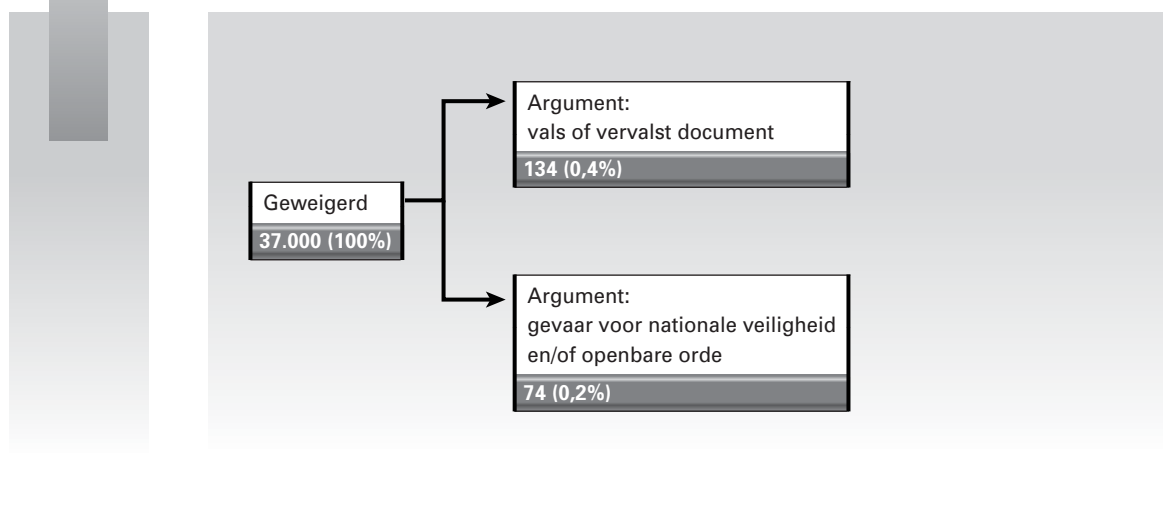 Geweigerd
37.000 (100%)
Argument:
vals of vervalst document
134 (0,4%)
Argument:
gevaar voor nationale veiligheid
en/of openbare orde
74 (0,2%)